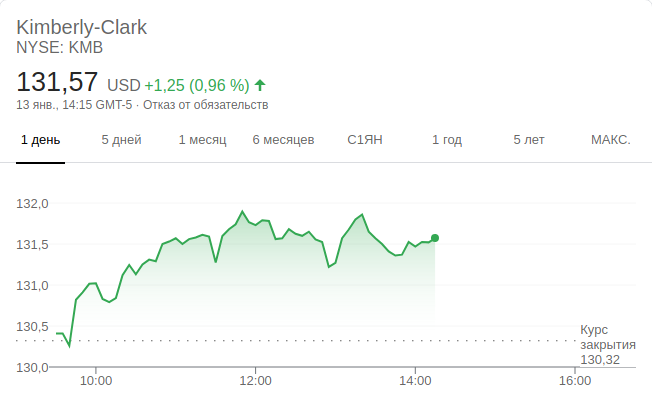 Kimberly-Clark
NYSE: KMB
131,57 USD +1,25 (0,96 %)
13 янв., 14:15 GMT-5 · Отказ от обязательств
1 день 5 дней 1 месяц 6 месяцев С1ЯН 1 год 5 лет МАКС.
132,0
131,5
131,0
130,5
Курс
закрытия
130,32
130,0
10:00 12:00 14:00 16:00